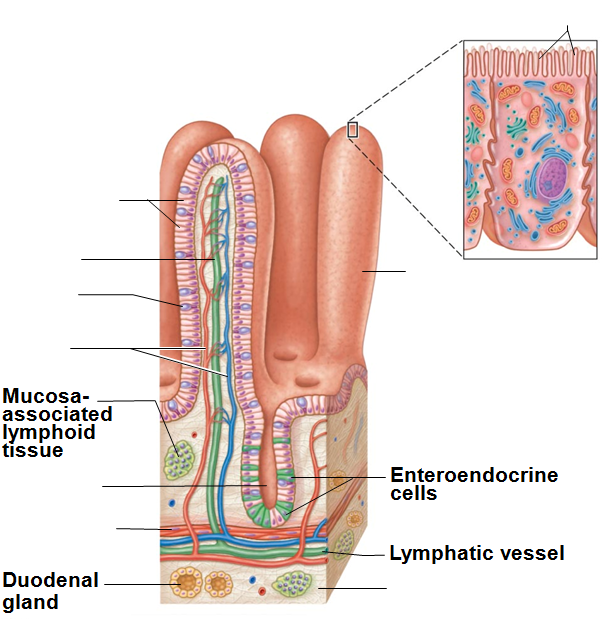 Mucosa-
associated
lymphoid
tissue
Enteroendocrine
cells
Lymphatic vessel
Duodenal
gland